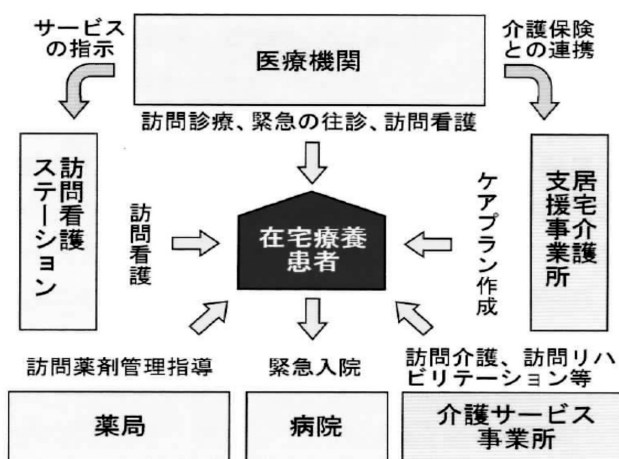 サービス
の指示
医療機関
介護保険
との連携
訪問診療、緊急の往診、訪問看護
訪問看護
ステーション
訪問看護
在宅療養
患者
ケアプラン作成
居宅介護
支援事業所
訪問薬剤管理指導
緊急入院
訪問介護、訪問リハ
ビリテーション等
薬局
病院
介護サービス
事業所